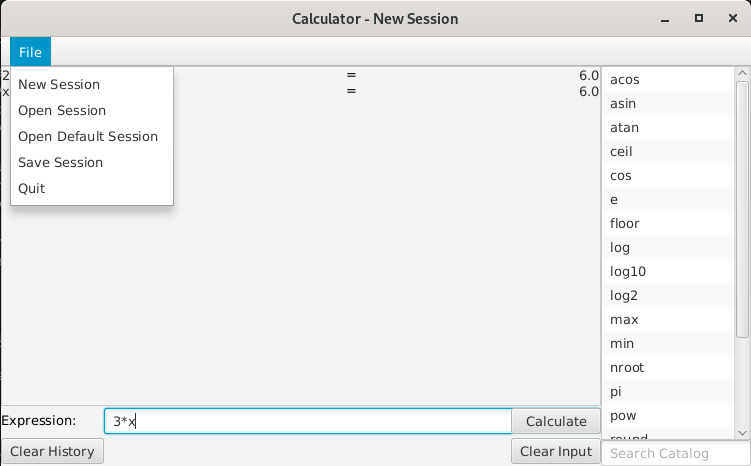 Calculator - New Session
File
New Session
Open Session
Open Default Session
Save Session
Quit
2 = 6.0
x = 6.0
acos
asin
atan
ceil
cos
e
floor
log
log10
log2
max
min
nroot
pi
pow
round
Expression: 3*x Calculate
Clear History Clear Input Search Catalog